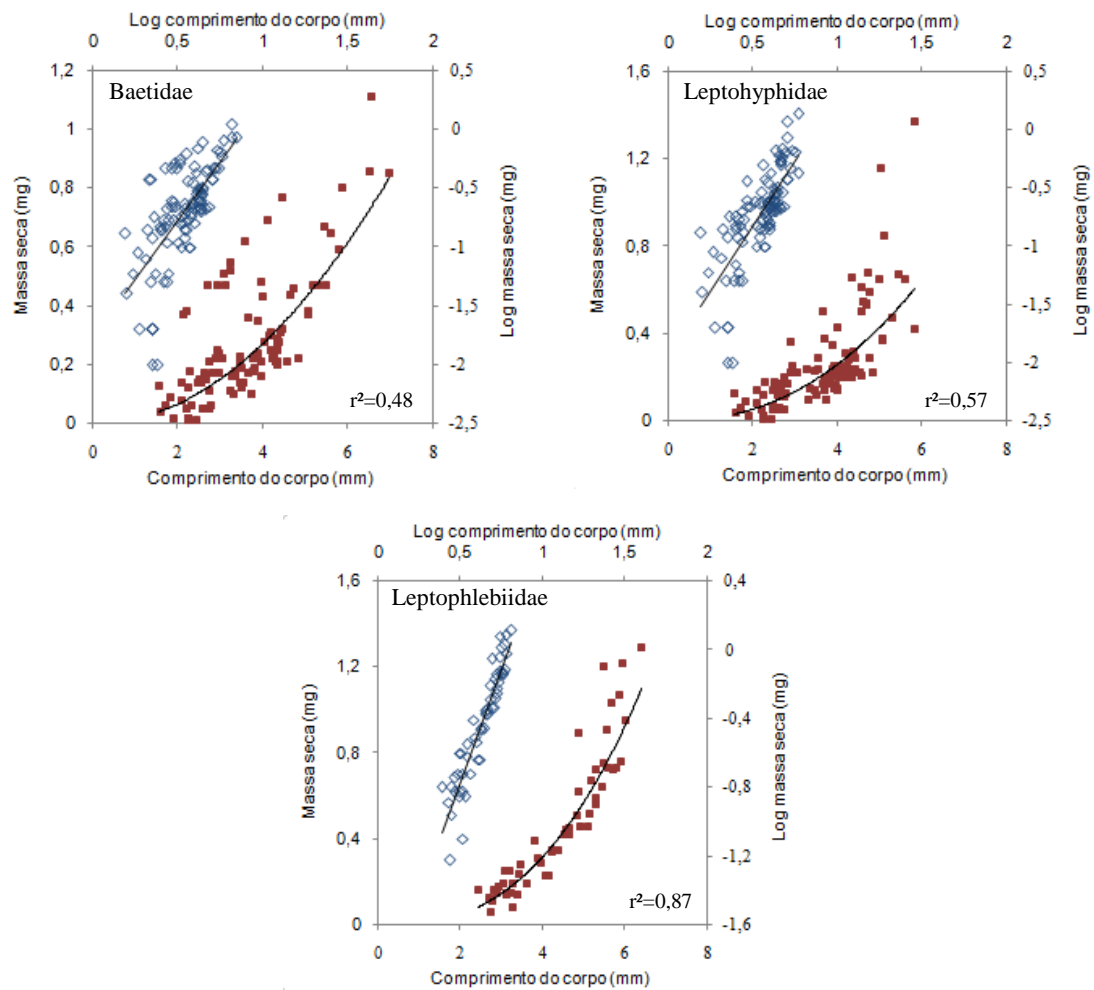 Log comprimento do corpo (mm)
0 0,5 1 1,5 2
1,2
1
0,8
0,6
0,4
0,2
0
Massa seca (mg)
Baetidae
r²=0,48
0,5
0
-0,5
-1
-1,5
-2
-2,5
Log massa seca (mg)
0 2 4 6 8
Comprimento do corpo (mm)
Log comprimento do corpo (mm)
0 0,5 1 1,5 2
1,6
1,2
0,8
0,4
0
Massa seca (mg)
Leptohyphidae
r²=0,57
0,5
0
-0,5
-1
-1,5
-2
-2,5
Log massa seca (mg)
0 2 4 6 8
Comprimento do corpo (mm)
Log comprimento do corpo (mm)
0 0,5 1 1,5 2
1,6
1,2
0,8
0,4
0
Massa seca (mg)
Leptophlebiidae
r²=0,87
0,4
0
-0,4
-0,8
-1,2
-1,6
Log massa seca (mg)
0 2 4 6 8
Comprimento do corpo (mm)